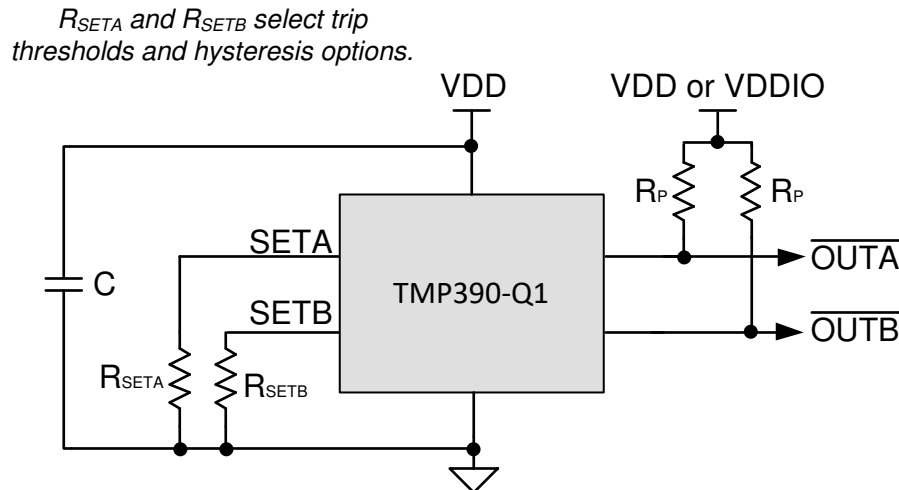 RSETA and RSETB select trip
thresholds and hysteresis options.
VDD
VDD or VDDIO
RP
RP
SETA
OUTA
C
TMP390-Q1
SETB
OUTB
RSETA
RSETB